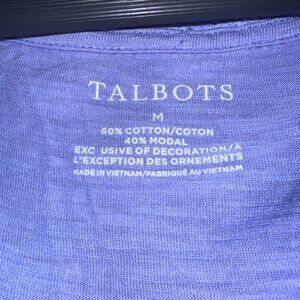 TALBOTS
M
60% COTTON/COTON
40% MODAL
EXC USIVE OF DECORATION/À
L'EXCEPTION DES ORNEMENTS
MADE IN VIETNAM/FABRIQUÉ AU VIETNAM